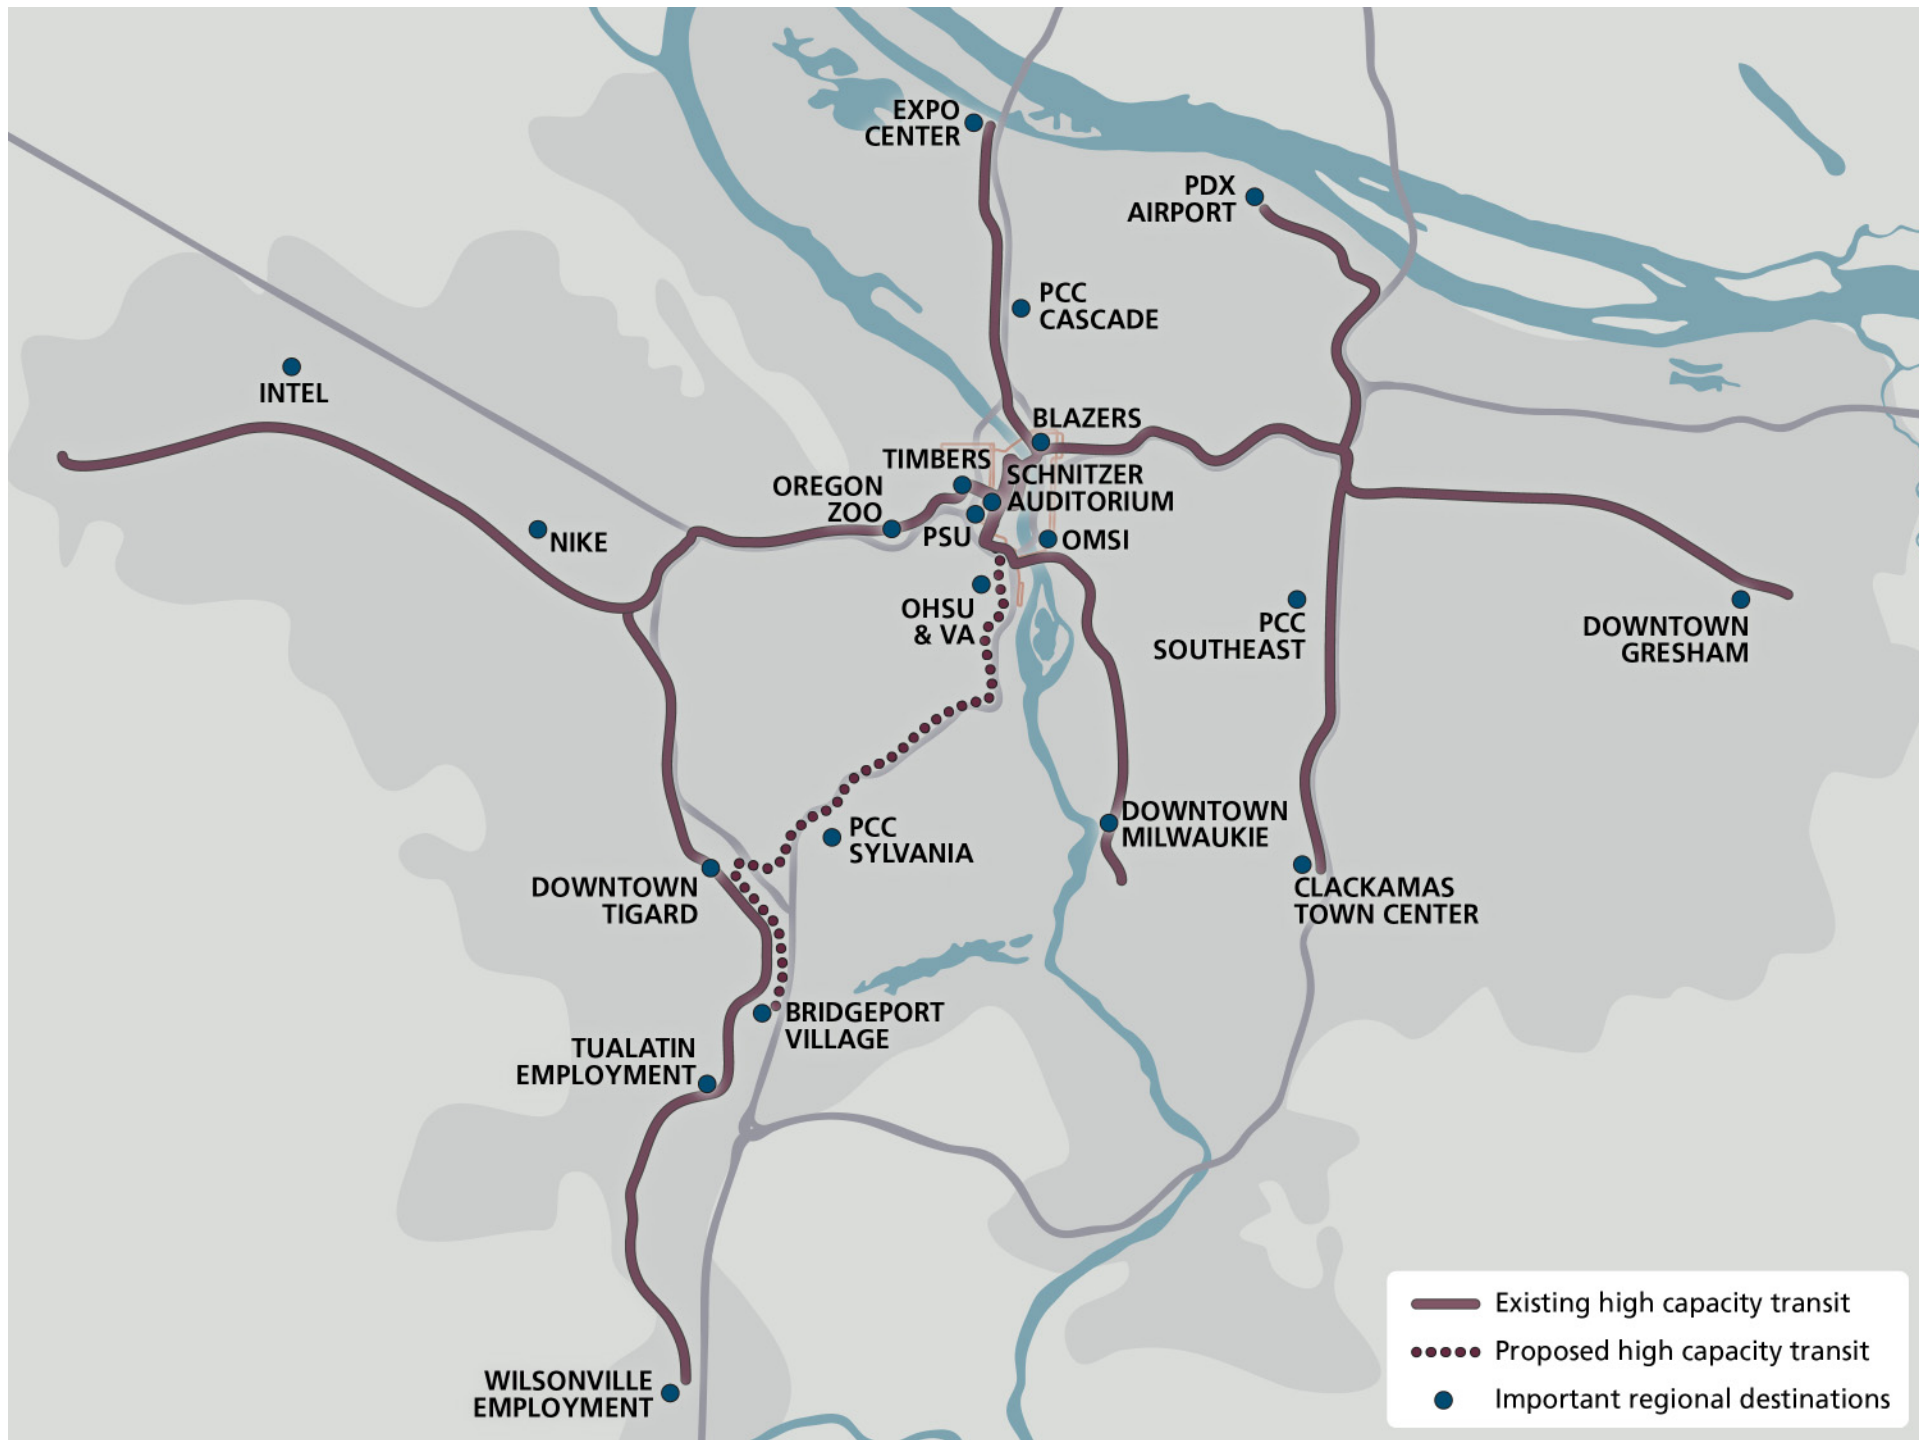 EXPO
CENTER
PDX
AIRPORT
PCC
CASCADE
INTEL
BLAZERS
TIMBERS
SCHNITZER
AUDITORIUM
OREGON
ZOO
PSU
OMSI
NIKE
OHSU
& VA
PCC
SOUTHEAST
DOWNTOWN
GRESHAM
DOWNTOWN
MILWAUKIE
PCC
SYLVANIA
DOWNTOWN
TIGARD
CLACKAMAS
TOWN CENTER
BRIDGEPORT
VILLAGE
TUALATIN
EMPLOYMENT
WILSONVILLE
EMPLOYMENT
Existing high capacity transit
Proposed high capacity transit
Important regional destinations